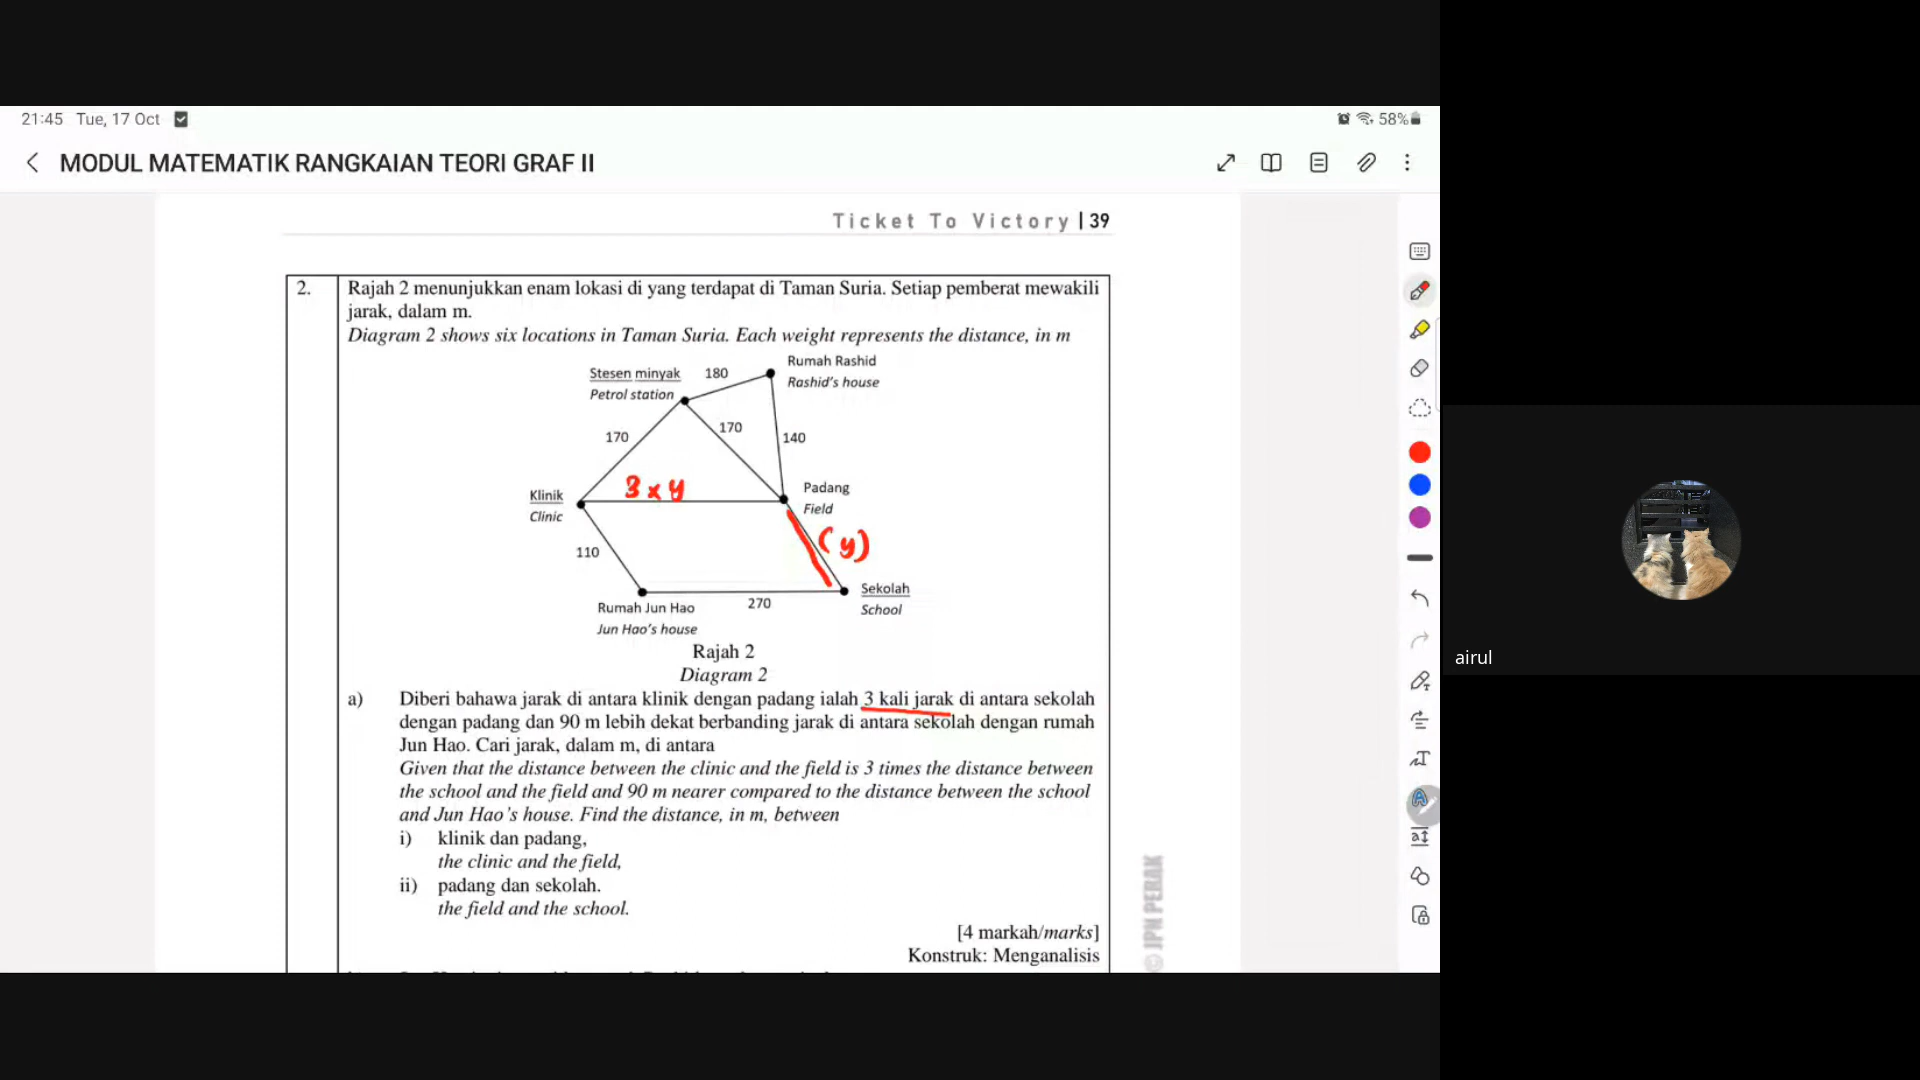 21:45 Tue, 17 Oct
58%
MODUL MATEMATIK RANGKAIAN TEORI GRAF II
Ticket To Victory | 39
2.
Rajah 2 menunjukkan enam lokasi di yang terdapat di Taman Suria. Setiap pemberat mewakili
jarak, dalam m.
Diagram 2 shows six locations in Taman Suria. Each weight represents the distance, in m
Rumah Rashid
Rashid's house
Stesen minyak
Petrol station
180
170
170
140
3 x y
Klinik
Clinic
Padang
Field
(y)
110
Sekolah
School
270
Rumah Jun Hao
Jun Hao's house
Rajah 2
Diagram 2
a) Diberi bahawa jarak di antara klinik dengan padang ialah 3 kali jarak di antara sekolah
dengan padang dan 90 m lebih dekat berbanding jarak di antara sekolah dengan rumah
Jun Hao. Cari jarak, dalam m, di antara
Given that the distance between the clinic and the field is 3 times the distance between
the school and the field and 90 m nearer compared to the distance between the school
and Jun Hao's house. Find the distance, in m, between
i) klinik dan padang,
the clinic and the field,
ii) padang dan sekolah.
the field and the school.
[4 markah/marks]
Konstruk: Menganalisis
© JPN PERAK
airul